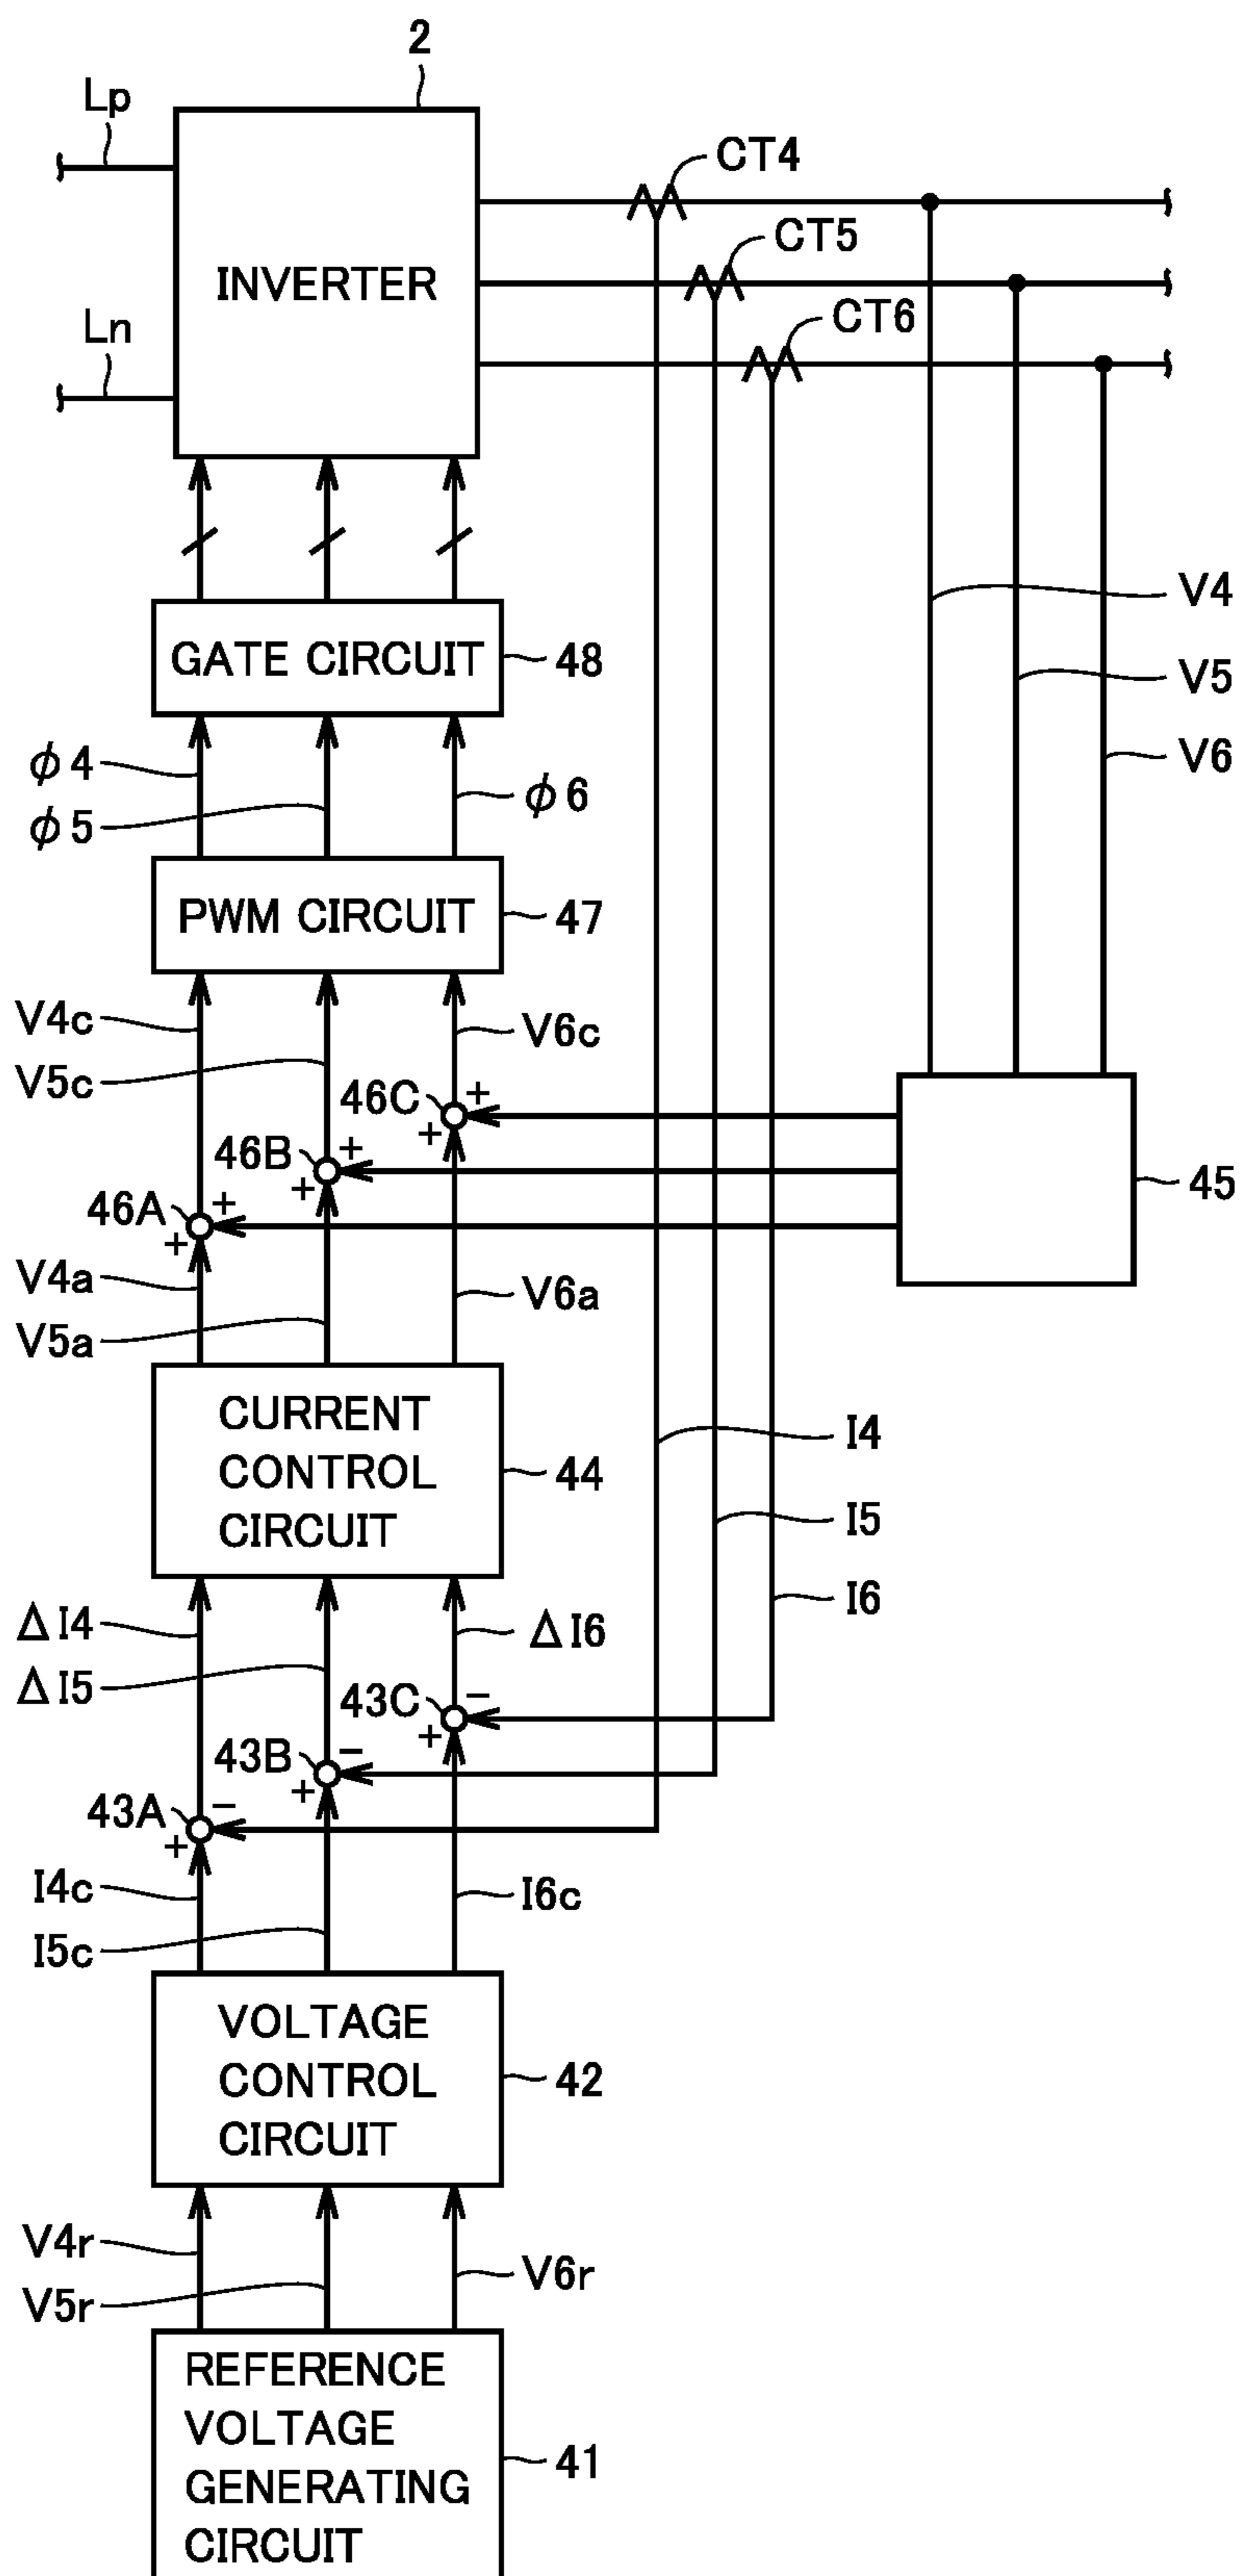 2
Lp
CT4
CT5
INVERTER
CT6
Ln
V4
GATE CIRCUIT
48
V5
V6
ϕ4
ϕ6
ϕ5
PWM CIRCUIT
47
V4c
V6c
V5c
46C
+
+
46B
+
+
45
46A
+
+
V4a
V6a
V5a
CURRENT
CONTROL
CIRCUIT
44
I4
I5
I6
ΔI4
ΔI6
ΔI5
43C
−
+
43B
−
+
43A
−
+
I4c
I6c
I5c
VOLTAGE
CONTROL
CIRCUIT
42
V4r
V6r
V5r
REFERENCE
VOLTAGE
GENERATING
CIRCUIT
41